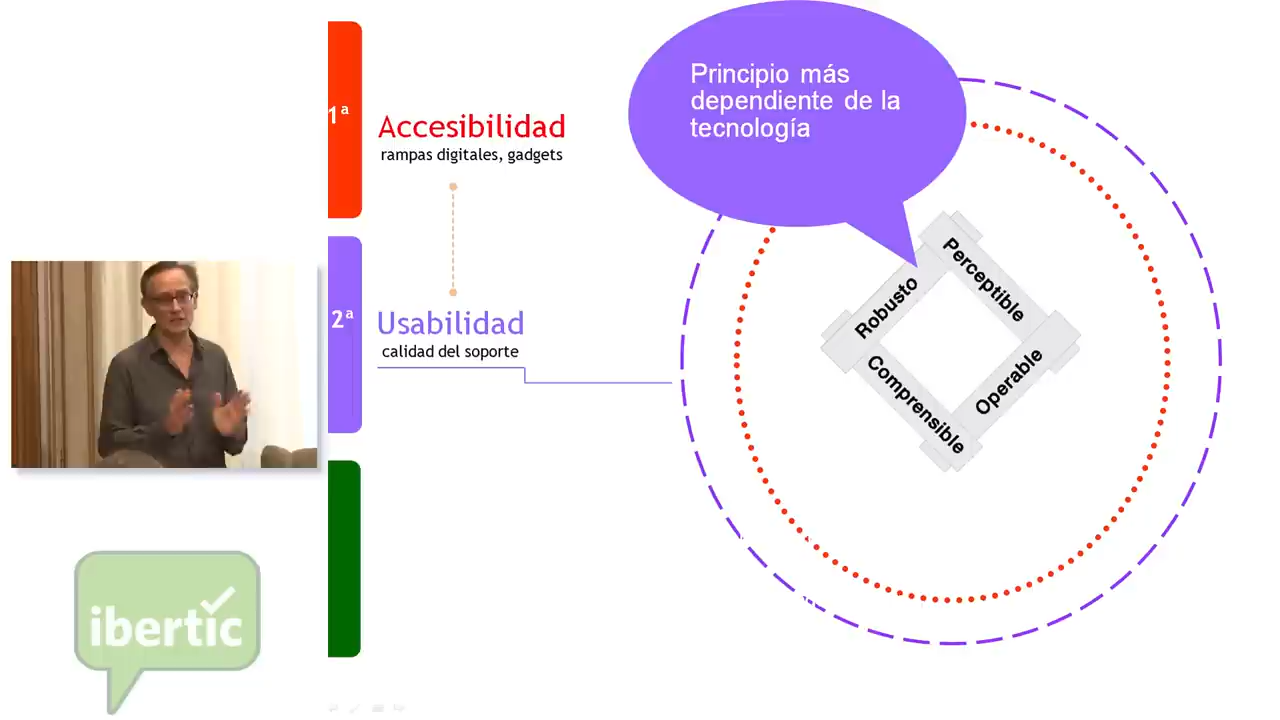 1ª
Accesibilidad
rampas digitales, gadgets
2ª
Usabilidad
calidad del soporte
Principio más
dependiente de la
tecnología
Perceptible
Robusto
Operable
Comprensible
ibertic